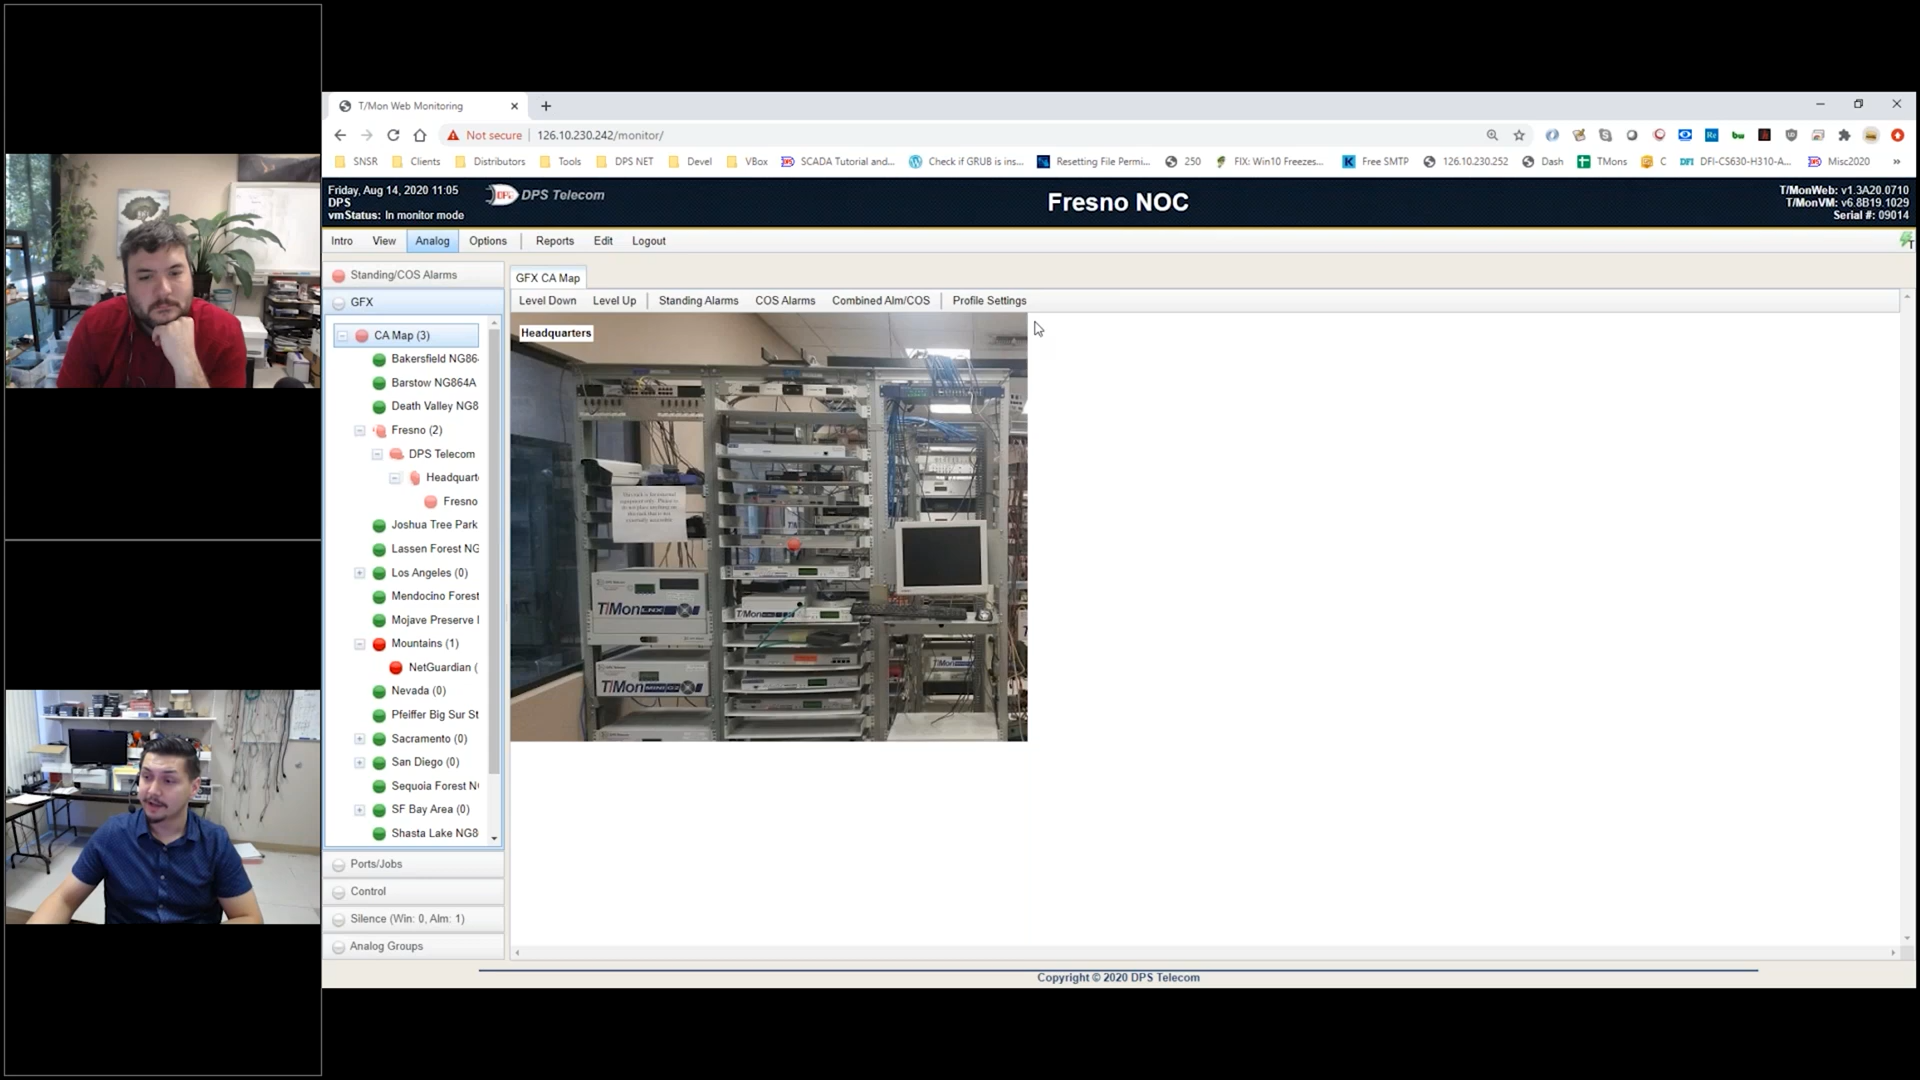 T/Mon Web Monitoring
Not secure
126.10.230.242/monitor/
SNSR
Clients
Distributors
Tools
DPS NET
Devel
VBox
SCADA Tutorial and...
Check if GRUB is ins...
Resetting File Permi...
250
FIX: Win10 Freezes...
Free SMTP
126.10.230.252
Dash
TMons
C
DFI-CS630-H310-A...
Misc2020
»
Friday, Aug 14, 2020 11:05
DPS
vmStatus: In monitor mode
DPS Telecom
Fresno NOC
T/MonWeb: v1.3A20.0710
T/MonVM: v6.8B19.1029
Serial #: 09014
Intro
View
Analog
Options
Reports
Edit
Logout
Standing/COS Alarms
GFX
CA Map (3)
Bakersfield NG86
Barstow NG864A
Death Valley NG8
Fresno (2)
DPS Telecom
Headquart
Fresno
Joshua Tree Park
Lassen Forest NG
Los Angeles (0)
Mendocino Forest
Mojave Preserve
Mountains (1)
NetGuardian (
Nevada (0)
Pfeiffer Big Sur St
Sacramento (0)
San Diego (0)
Sequoia Forest N
SF Bay Area (0)
Shasta Lake NG8
Ports/Jobs
Control
Silence (Win: 0, Alm: 1)
Analog Groups
GFX CA Map
Level Down
Level Up
Standing Alarms
COS Alarms
Combined Alm/COS
Profile Settings
Headquarters
T/MonLNX
T/MonMINI G2
Copyright © 2020 DPS Telecom